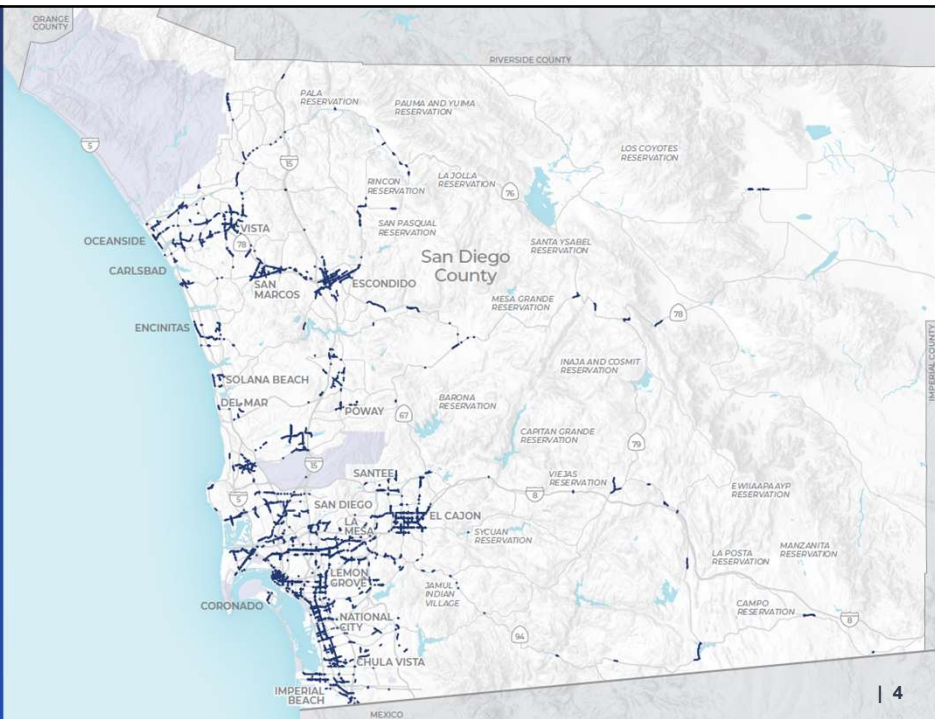 ORANGE
COUNTY
RIVERSIDE COUNTY
PALA
RESERVATION
PAUMA AND YUIMA
RESERVATION
5
15
LOS COYOTES
RESERVATION
RINCON
RESERVATION
LA JOLLA
RESERVATION
76
SAN PASQUAL
RESERVATION
VISTA
OCEANSIDE
78
SANTA YSABEL
RESERVATION
San Diego
County
CARLSBAD
SAN
MARCOS
ESCONDIDO
MESA GRANDE
RESERVATION
78
ENCINITAS
IMPERIAL COUNTY
INAJA AND COSMIT
RESERVATION
SOLANA BEACH
DEL MAR
POWAY
67
BARONA
RESERVATION
CAPITAN GRANDE
RESERVATION
79
15
SANTEE
VIEJAS
RESERVATION
8
EWIIAAPAAYP
RESERVATION
5
SAN DIEGO
EL CAJON
LA
MESA
SYCUAN
RESERVATION
LA POSTA
RESERVATION
MANZANITA
RESERVATION
LEMON
GROVE
JAMUL
INDIAN
VILLAGE
CORONADO
CAMPO
RESERVATION
8
NATIONAL
CITY
94
CHULA VISTA
IMPERIAL
BEACH
MEXICO
| 4